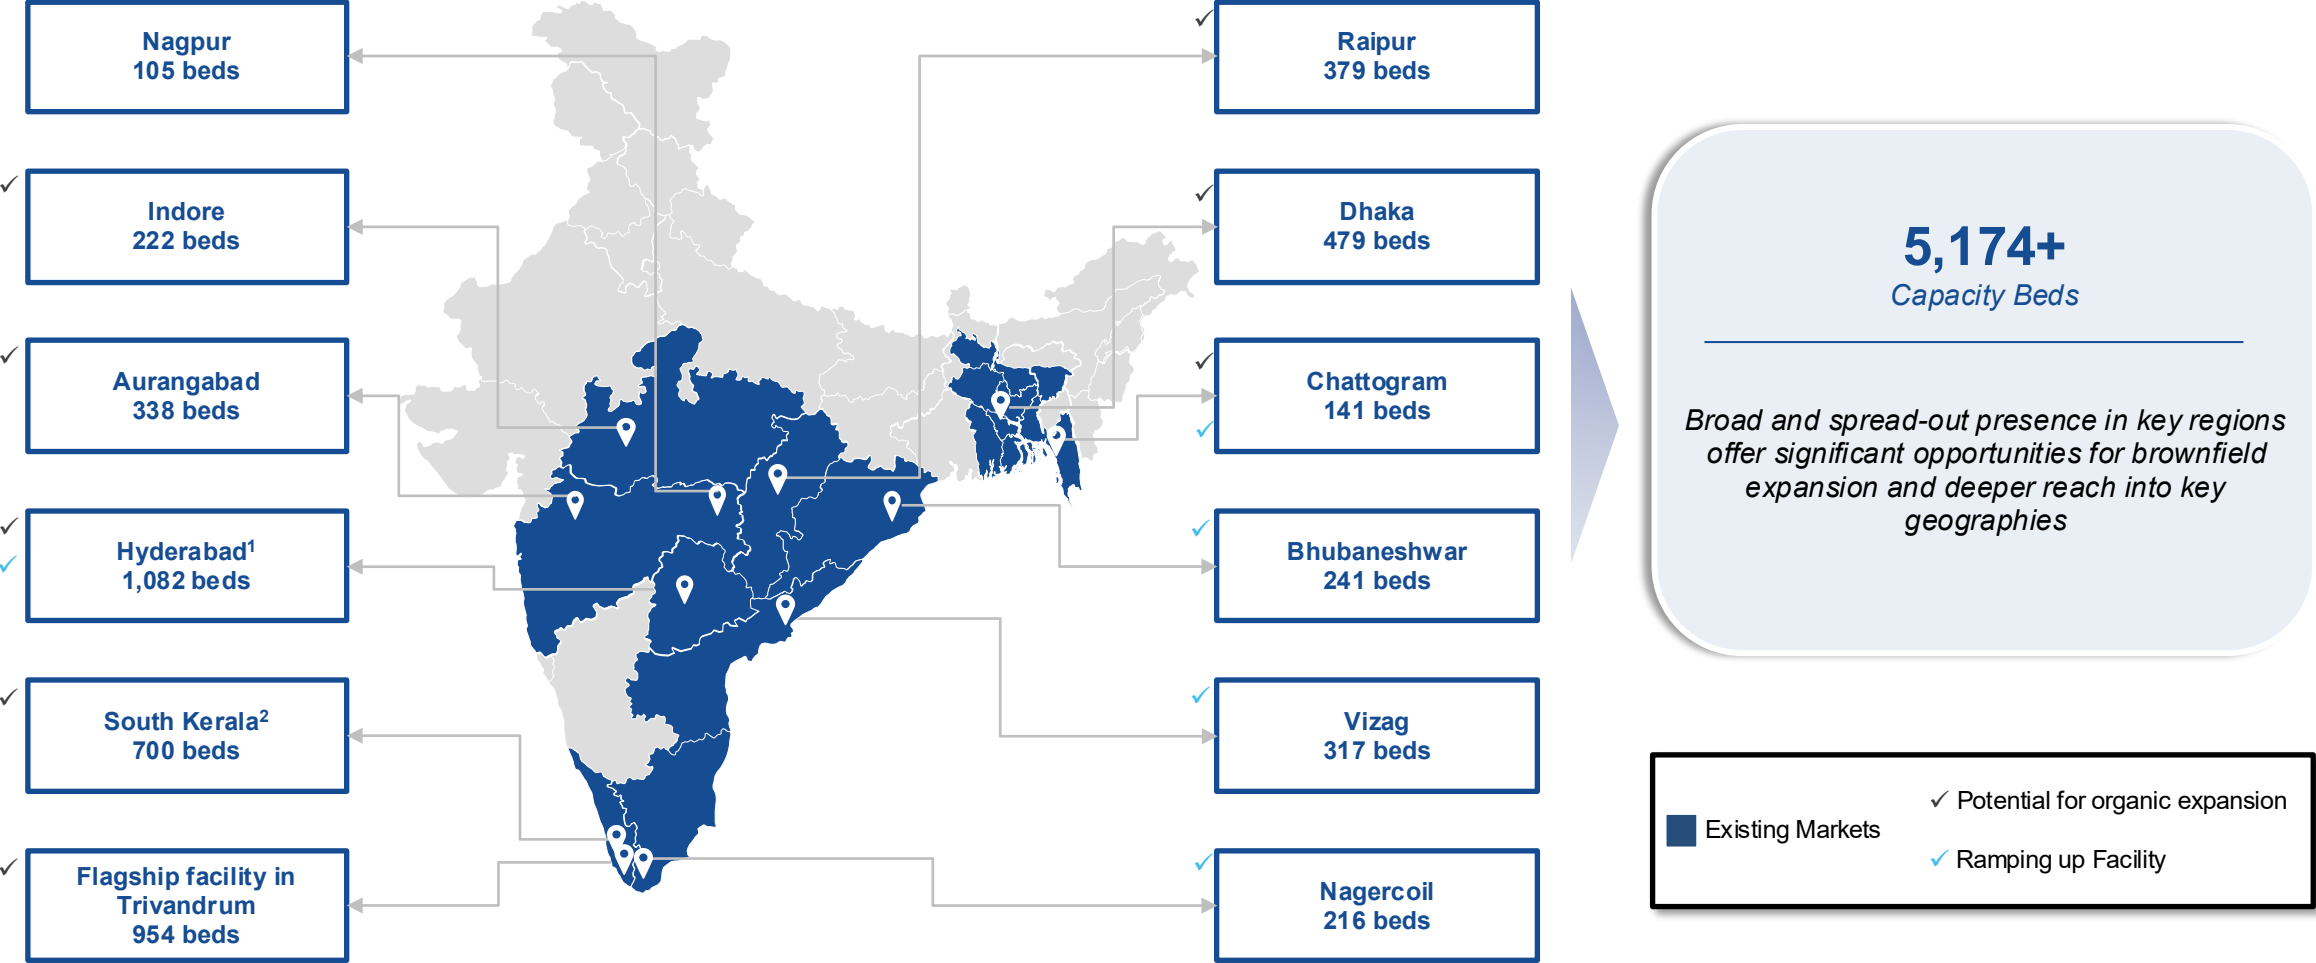 Nagpur
105 beds
Indore
222 beds
Aurangabad
338 beds
Hyderabad1
1,082 beds
South Kerala2
700 beds
Flagship facility in
Trivandrum
954 beds
Raipur
379 beds
Dhaka
479 beds
Chattogram
141 beds
Bhubaneshwar
241 beds
Vizag
317 beds
Nagercoil
216 beds
5,174+
Capacity Beds
Broad and spread-out presence in key regions
offer significant opportunities for brownfield
expansion and deeper reach into key
geographies
Existing Markets
✓ Potential for organic expansion
✓ Ramping up Facility